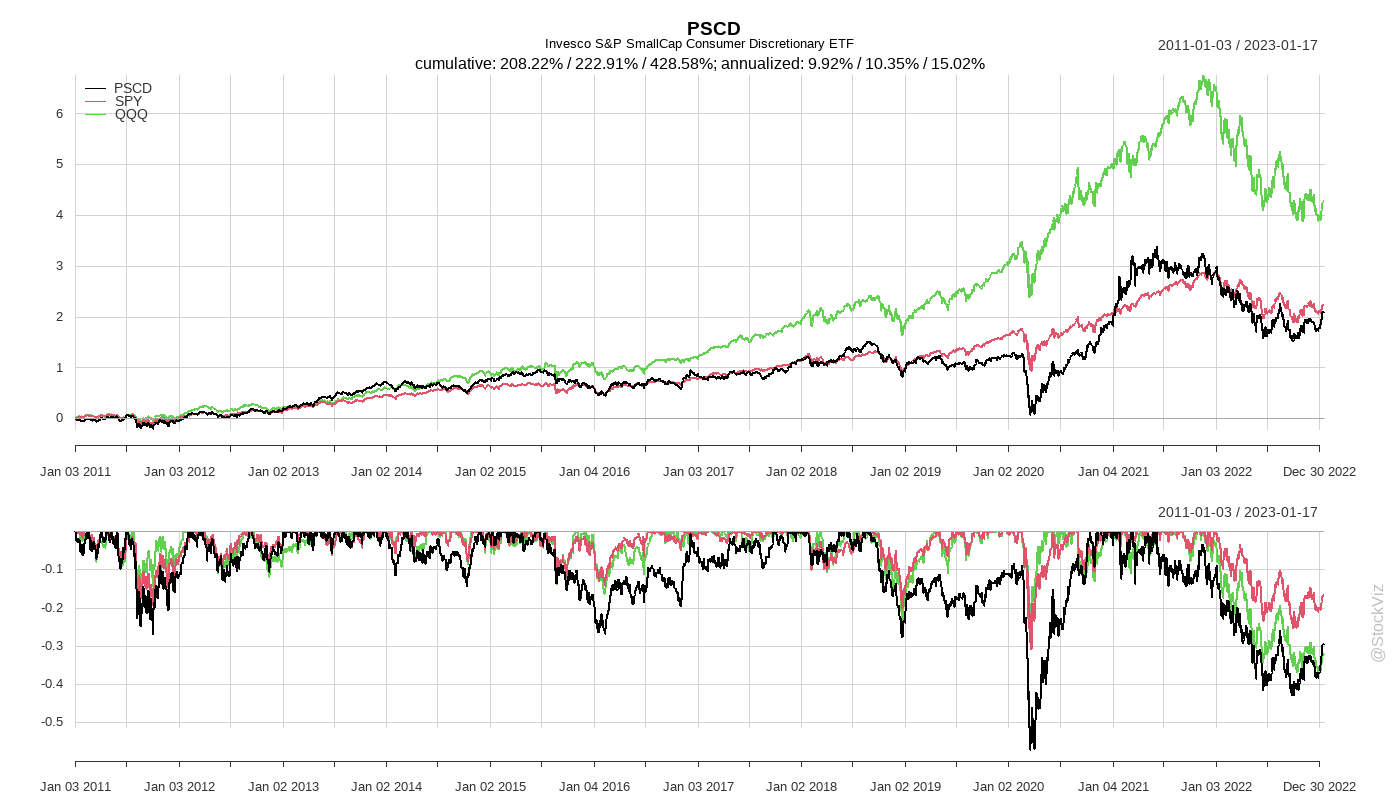 PSCD
Invesco S&P SmallCap Consumer Discretionary ETF
2011-01-03 / 2023-01-17
cumulative: 208.22% / 222.91% / 428.58%; annualized: 9.92% / 10.35% / 15.02%
PSCD
SPY
QQQ
6
5
4
3
2
1
0
Jan 03 2011 Jan 03 2012 Jan 02 2013 Jan 02 2014 Jan 02 2015 Jan 04 2016 Jan 03 2017 Jan 02 2018 Jan 02 2019 Jan 02 2020 Jan 04 2021 Jan 03 2022 Dec 30 2022
2011-01-03 / 2023-01-17
-0.1
-0.2
-0.3
-0.4
-0.5
Jan 03 2011 Jan 03 2012 Jan 02 2013 Jan 02 2014 Jan 02 2015 Jan 04 2016 Jan 03 2017 Jan 02 2018 Jan 02 2019 Jan 02 2020 Jan 04 2021 Jan 03 2022 Dec 30 2022
@StockViz